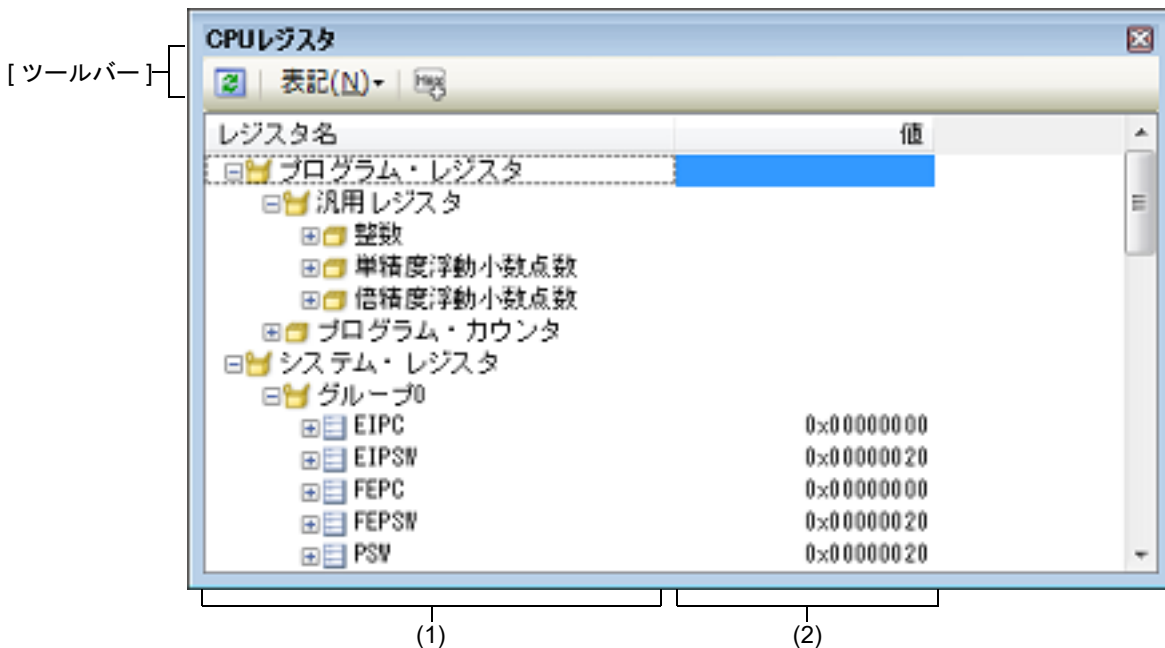 CPUレジスタ
[ ツールバー ]
表記(N)
Hex
レジスタ名 値
プログラム・レジスタ
汎用レジスタ
整数
単精度浮動小数点数
倍精度浮動小数点数
プログラム・カウンタ
システム・レジスタ
グループ0
EIPC 0x00000000
EIPSW 0x00000020
FEPC 0x00000000
FEPSW 0x00000020
PSW 0x00000020
(1) (2)